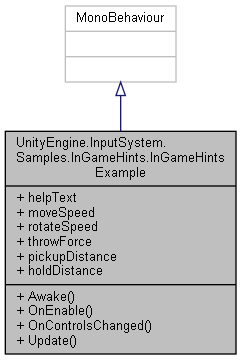 MonoBehaviour
UnityEngine.InputSystem.
Samples.InGameHints.InGameHints
Example
+ helpText
+ moveSpeed
+ rotateSpeed
+ throwForce
+ pickupDistance
+ holdDistance
+ Awake()
+ OnEnable()
+ OnControlsChanged()
+ Update()